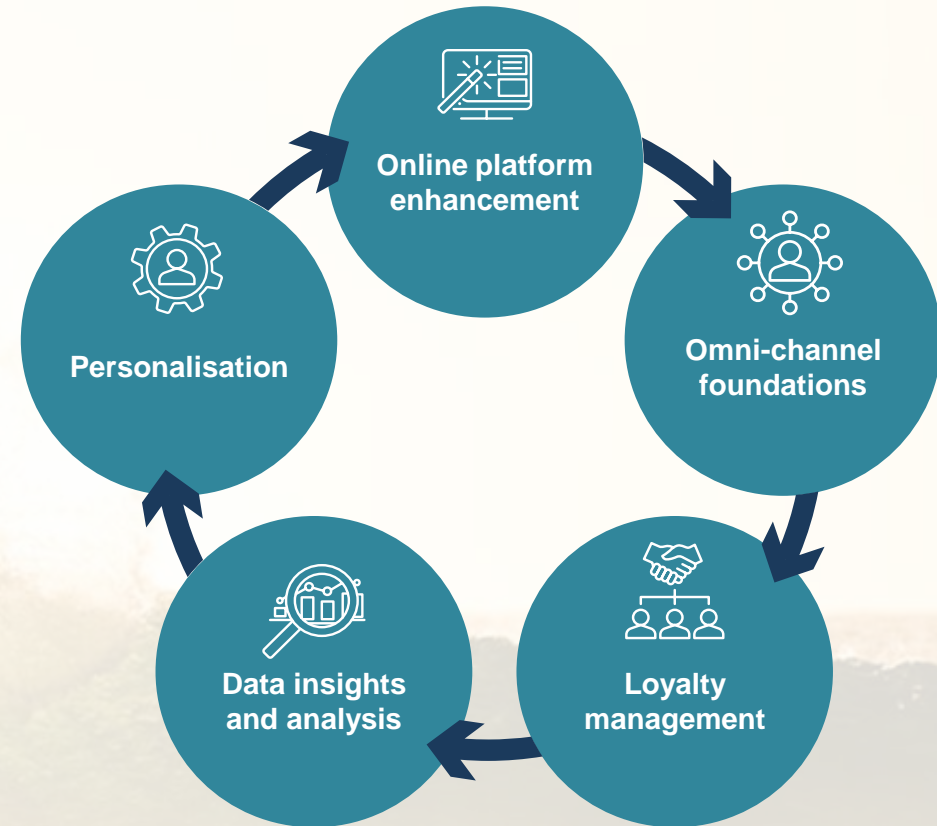 Online platform
enhancement
Omni-channel
foundations
Loyalty
management
Data insights
and analysis
Personalisation